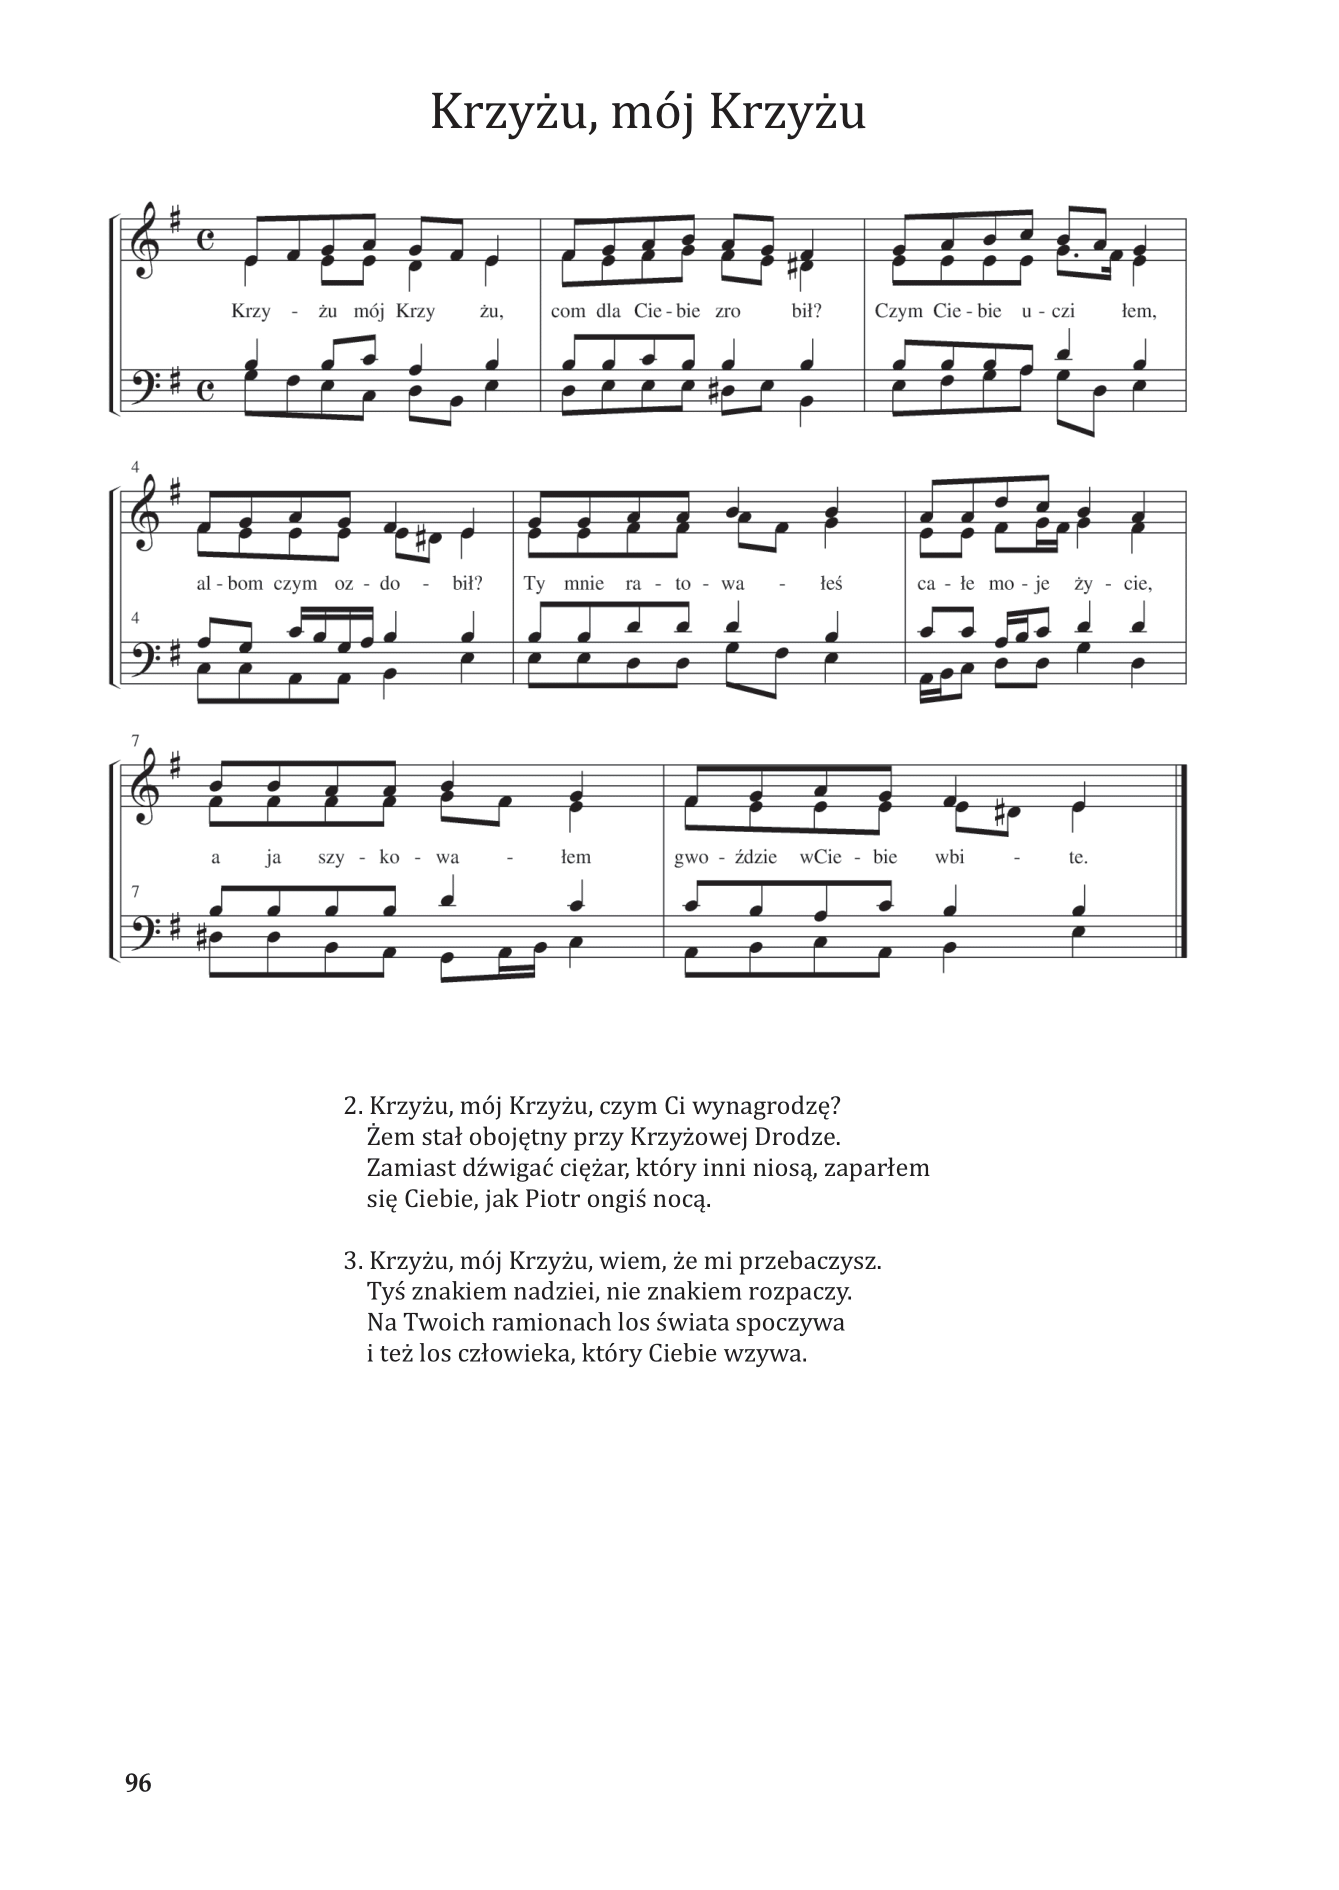 Krzyżu, mój Krzyżu
Krzy - żu mój Krzy żu, com dla Cie - bie zro bił? Czym Cie - bie u - czi łem,
4
al - bom czym oz - do - bił? Ty mnie ra - to - wa - łeś ca - łe mo - je ży - cie,
4
7
a ja szy - ko - wa - łem gwo - ździe wCie - bie wbi - te.
7
2. Krzyżu, mój Krzyżu, czym Ci wynagrodzę?
Żem stał obojętny przy Krzyżowej Drodze.
Zamiast dźwigać ciężar, który inni niosą, zaparłem
się Ciebie, jak Piotr ongiś nocą.
3. Krzyżu, mój Krzyżu, wiem, że mi przebaczysz.
Tyś znakiem nadziei, nie znakiem rozpaczy.
Na Twoich ramionach los świata spoczywa
i też los człowieka, który Ciebie wzywa.
96